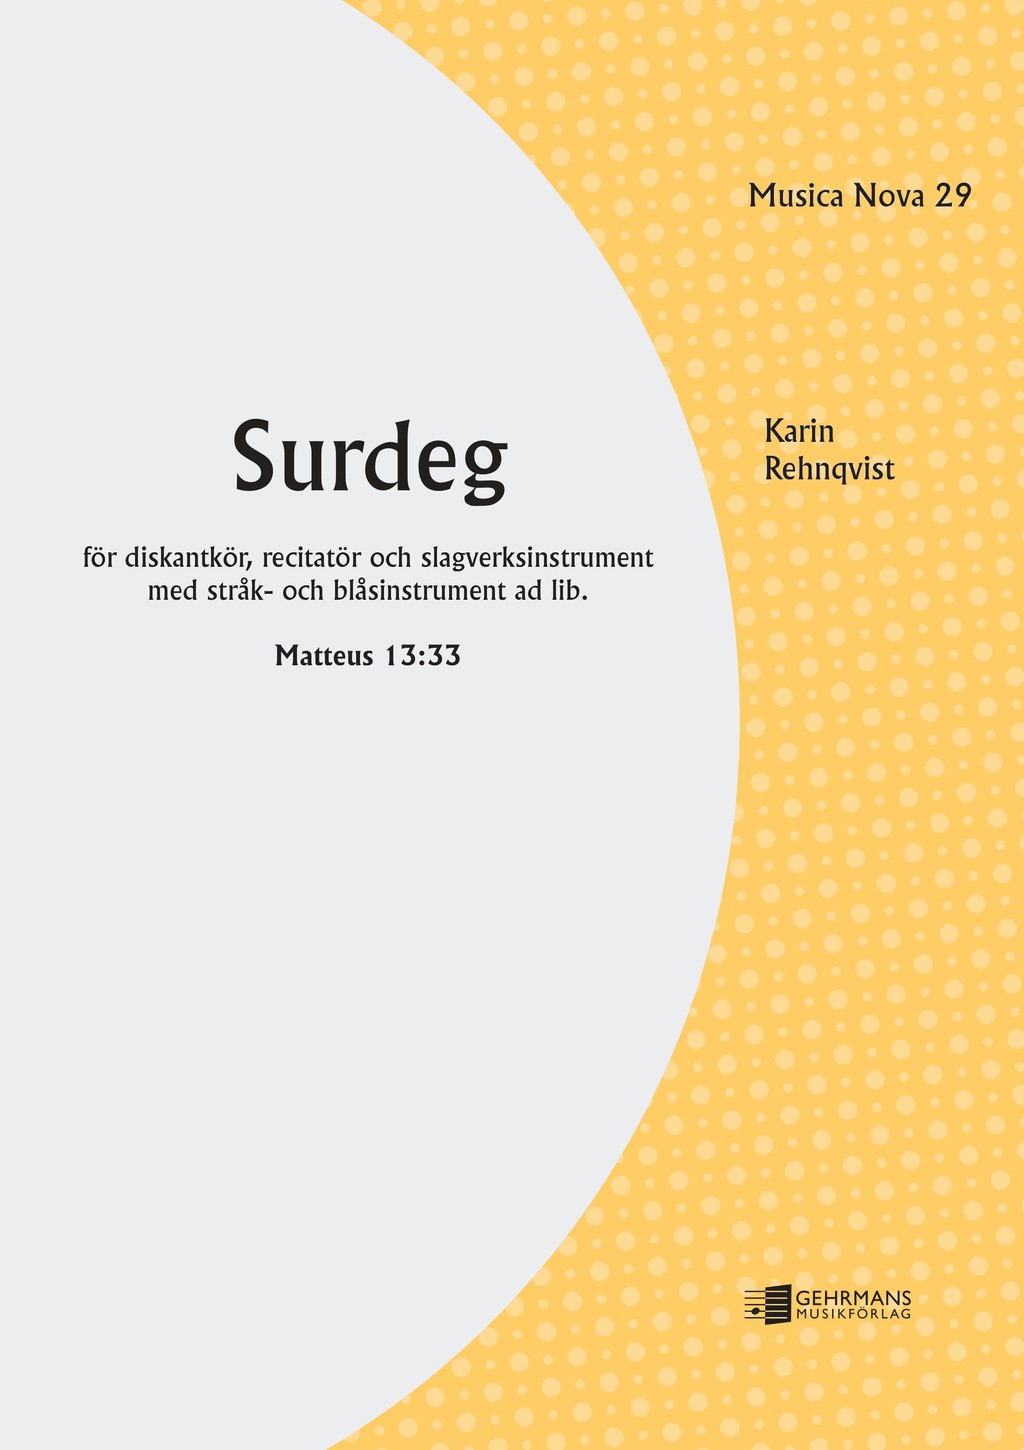 Musica Nova 29
Surdeg
Karin
Rehnqvist
för diskantkör, recitatör och slagverksinstrument
med stråk- och blåsinstrument ad lib.
Matteus 13:33
GEHRMANS
MUSIKFÖRLAG